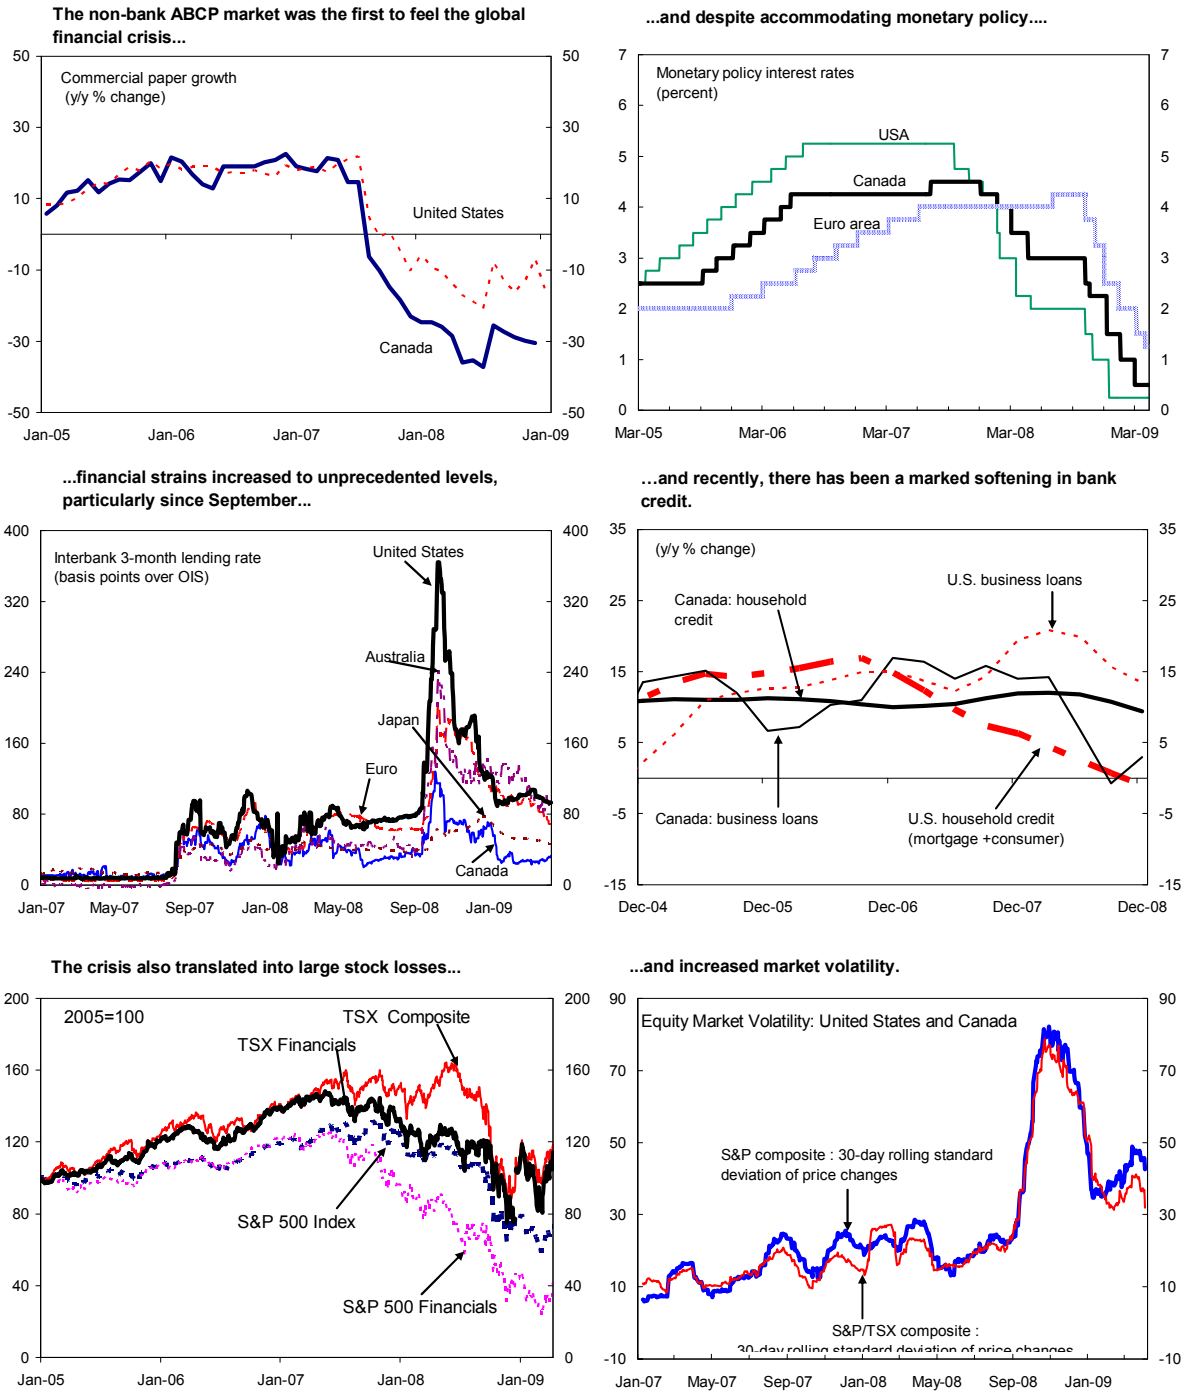 The non-bank ABCP market was the first to feel the global
financial crisis...
50
50
Commercial paper growth
(y/y % change)
30
30
10
10
United States
-10
-10
Canada
-30
-30
-50
-50
Jan-05 Jan-06 Jan-07 Jan-08 Jan-09
...and despite accommodating monetary policy....
7
7
Monetary policy interest rates
(percent)
6
6
USA
5
5
Canada
4
4
Euro area
3
3
2
2
1
1
0
0
Mar-05 Mar-06 Mar-07 Mar-08 Mar-09
...financial strains increased to unprecedented levels,
particularly since September...
400
400
Interbank 3-month lending rate
(basis points over OIS)
United States
320
320
Australia
240
240
Japan
160
160
Euro
80
80
Canada
0
0
Jan-07 May-07 Sep-07 Jan-08 May-08 Sep-08 Jan-09
...and recently, there has been a marked softening in bank
credit.
35
35
(y/y % change)
U.S. business loans
Canada: household
credit
25
25
15
15
5
5
-5
-5
Canada: business loans
U.S. household credit
(mortgage +consumer)
-15
-15
Dec-04 Dec-05 Dec-06 Dec-07 Dec-08
The crisis also translated into large stock losses...
200
200
2005=100
TSX Composite
TSX Financials
160
160
120
120
80
80
S&P 500 Index
40
40
S&P 500 Financials
0
0
Jan-05 Jan-06 Jan-07 Jan-08 Jan-09
...and increased market volatility.
90
90
Equity Market Volatility: United States and Canada
70
70
50
50
S&P composite : 30-day rolling standard
deviation of price changes
30
30
10
10
S&P/TSX composite :
30-day rolling standard deviation of price changes
-10
-10
Jan-07 May-07 Sep-07 Jan-08 May-08 Sep-08 Jan-09